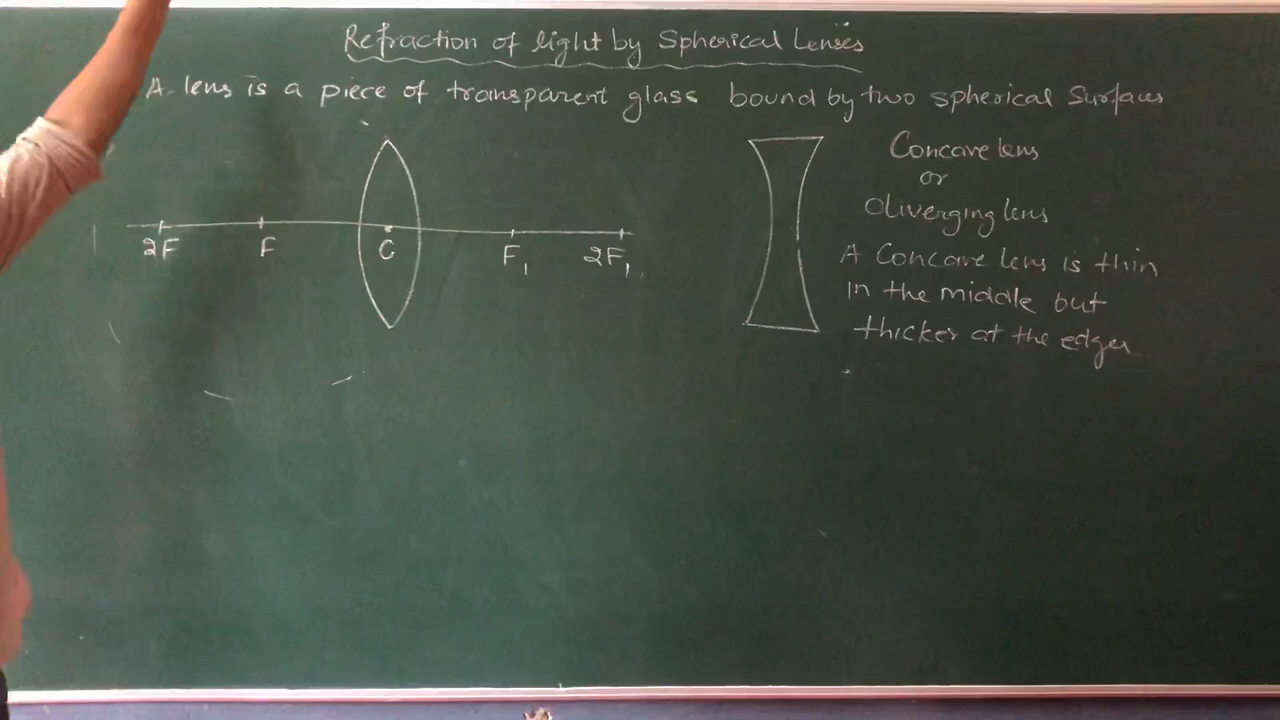 Refraction of light by Spherical Lenses
A lens is a piece of transparent glass bound by two spherical Surfaces
2F F C F₁ 2F₁
Concave lens
or
Diverging lens
A Concave lens is thin
in the middle but
thicker at the edges